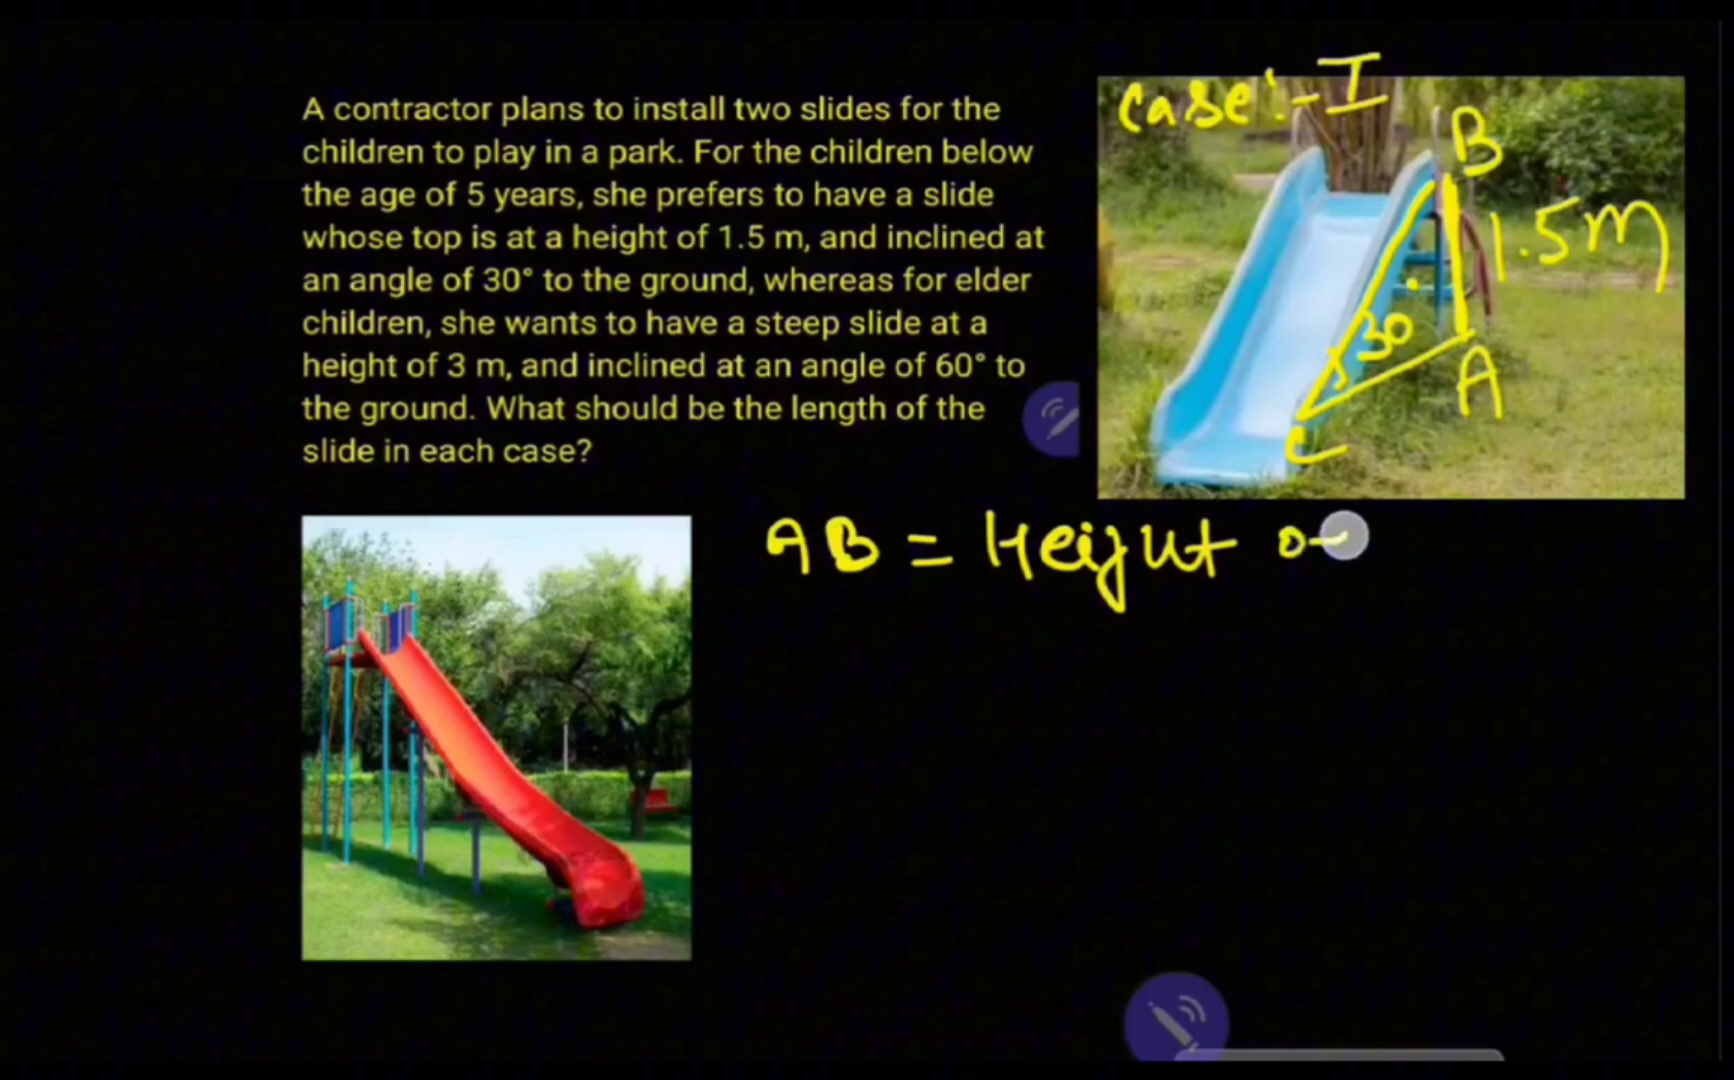 A contractor plans to install two slides for the
children to play in a park. For the children below
the age of 5 years, she prefers to have a slide
whose top is at a height of 1.5 m, and inclined at
an angle of 30° to the ground, whereas for elder
children, she wants to have a steep slide at a
height of 3 m, and inclined at an angle of 60° to
the ground. What should be the length of the
slide in each case?
Case:- I
B
1.5m
30°
A
C
AB = Height